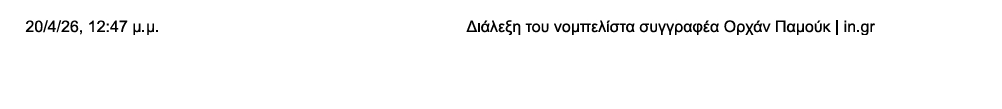 20/4/26, 12:47 μ.μ. Διάλεξη του νομπελίστα συγγραφέα Ορχάν Παμούκ | in.gr